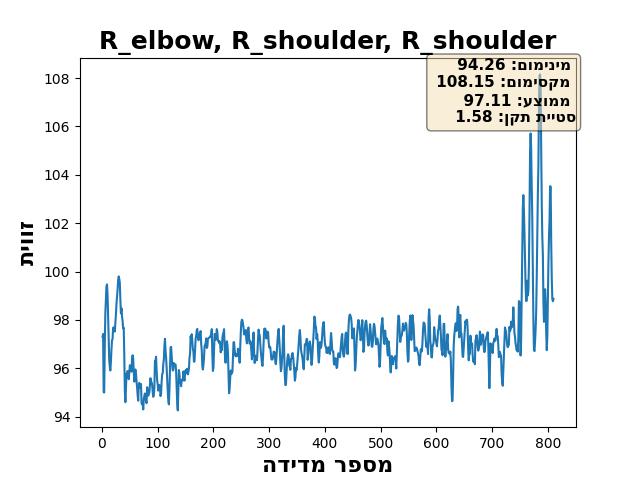 R_elbow, R_shoulder, R_shoulder
מינימום: 94.26
מקסימום: 108.15
ממוצע: 97.11
סטיית תקן: 1.58
108
106
104
102
100
98
96
94
זווית
0 100 200 300 400 500 600 700 800
מספר מדידה